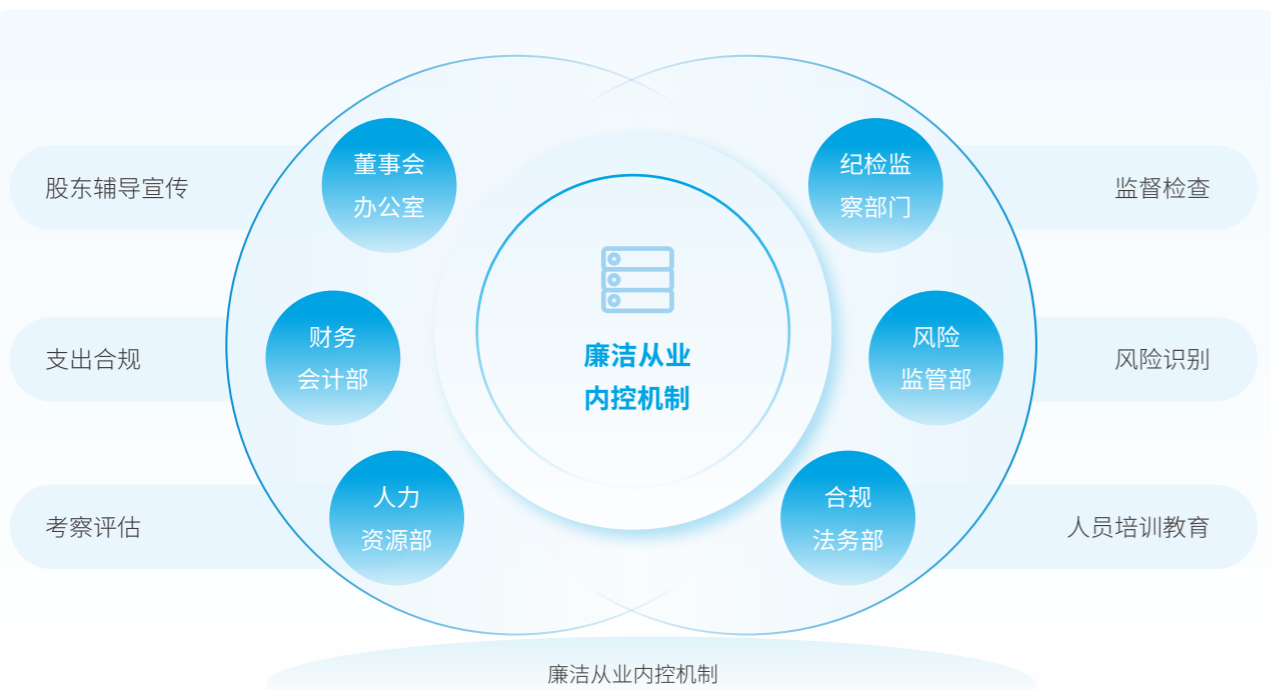 股东辅导宣传
董事会
办公室
纪检监
察部门
监督检查
支出合规
财务
会计部
廉洁从业
内控机制
风险
监管部
风险识别
考察评估
人力
资源部
合规
法务部
人员培训教育
廉洁从业内控机制